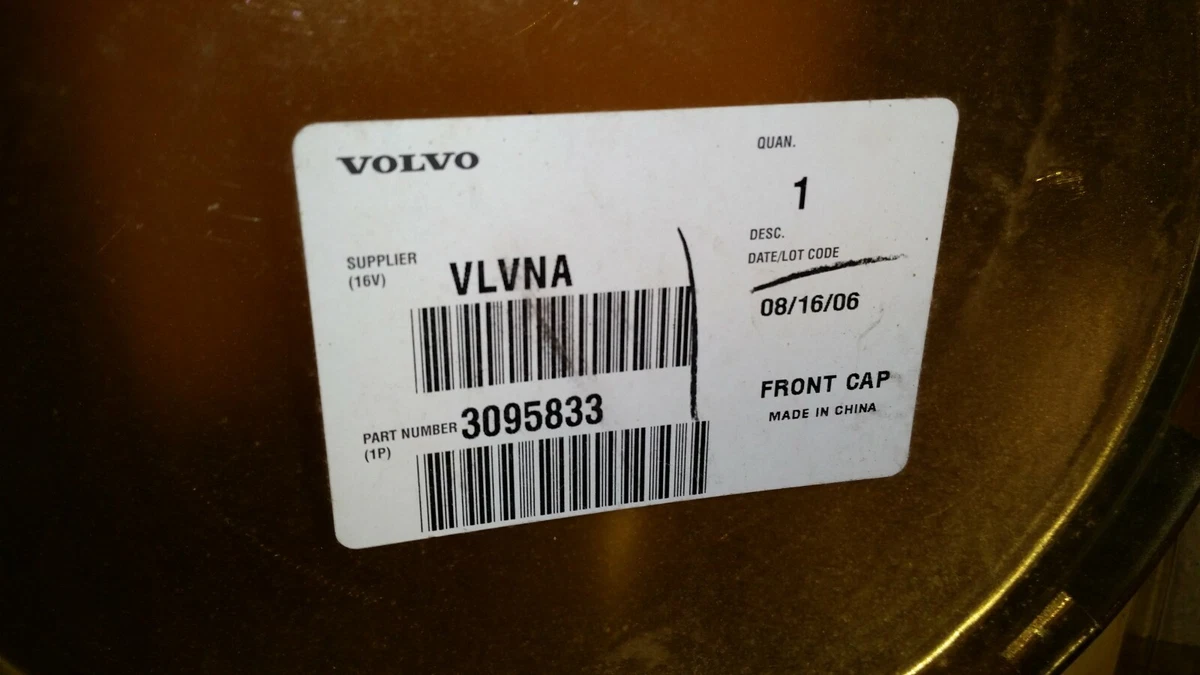 VOLVO
SUPPLIER
(16V)
VLVNA
PART NUMBER 3095833
(1P)
QUAN.
1
DESC.
DATE/LOT CODE
08/16/06
FRONT CAP
MADE IN CHINA